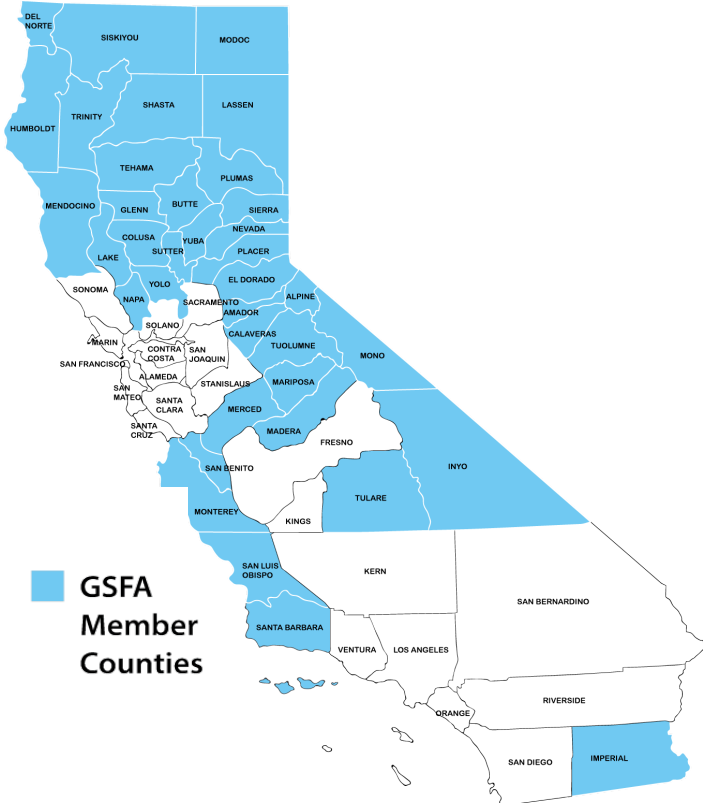 DEL
NORTE
SISKIYOU
MODOC
HUMBOLDT
TRINITY
SHASTA
LASSEN
TEHAMA
PLUMAS
MENDOCINO
GLENN
BUTTE
SIERRA
COLUSA
SUTTER
YUBA
NEVADA
PLACER
LAKE
SONOMA
NAPA
YOLO
SACRAMENTO
EL DORADO
ALPINE
AMADOR
SOLANO
MARIN
CONTRA
COSTA
SAN
JOAQUIN
CALAVERAS
TUOLUMNE
MONO
SAN FRANCISCO
ALAMEDA
STANISLAUS
MARIPOSA
SAN
MATEO
SANTA
CLARA
MERCED
SANTA
CRUZ
MADERA
FRESNO
SAN BENITO
INYO
MONTEREY
KINGS
TULARE
SAN LUIS
OBISPO
KERN
SAN BERNARDINO
SANTA BARBARA
VENTURA
LOS ANGELES
ORANGE
RIVERSIDE
SAN DIEGO
IMPERIAL
GSFA
Member
Counties